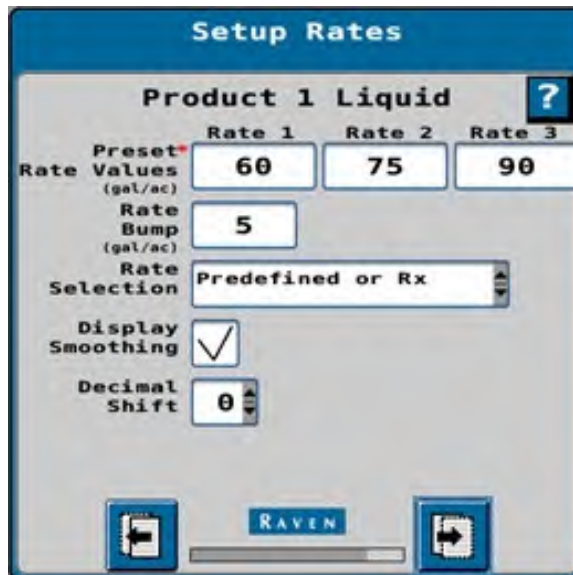 Setup Rates
Product 1 Liquid
?
Rate 1 Rate 2 Rate 3
Preset*
Rate Values
(gal/ac)
60 75 90
Rate
Bump
(gal/ac)
5
Rate
Selection
Predefined or Rx
Display
Smoothing
Decimal
Shift
0
RAVEN